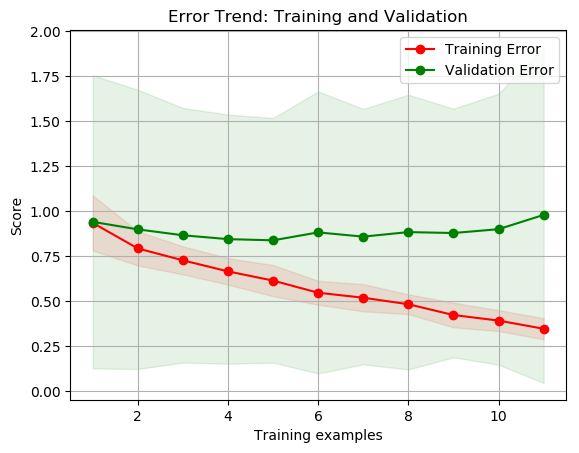 Error Trend: Training and Validation
2.00
1.75
1.50
1.25
1.00
0.75
0.50
0.25
0.00
Score
Training Error
Validation Error
2
4
6
8
10
Training examples